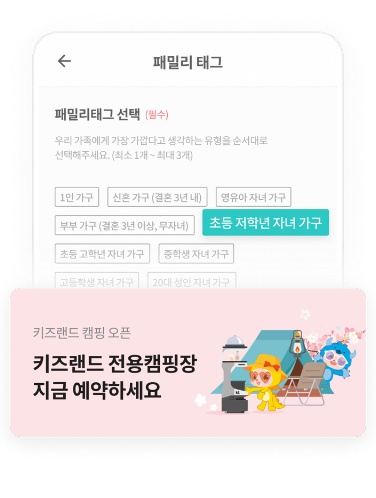 패밀리 태그
패밀리태그 선택 (필수)
우리 가족에게 가장 가깝다고 생각하는 유형을 순서대로
선택해주세요. (최소 1개 ~ 최대 3개)
1인 가구 신혼 가구 (결혼 3년 내) 영유아 자녀 가구
부부 가구 (결혼 3년 이상, 무자녀) 초등 저학년 자녀 가구
초등 고학년 자녀 가구 중학생 자녀 가구
고등학생 자녀 가구 20대 성인 자녀 가구
키즈랜드 캠핑 오픈
키즈랜드 전용캠핑장
지금 예약하세요